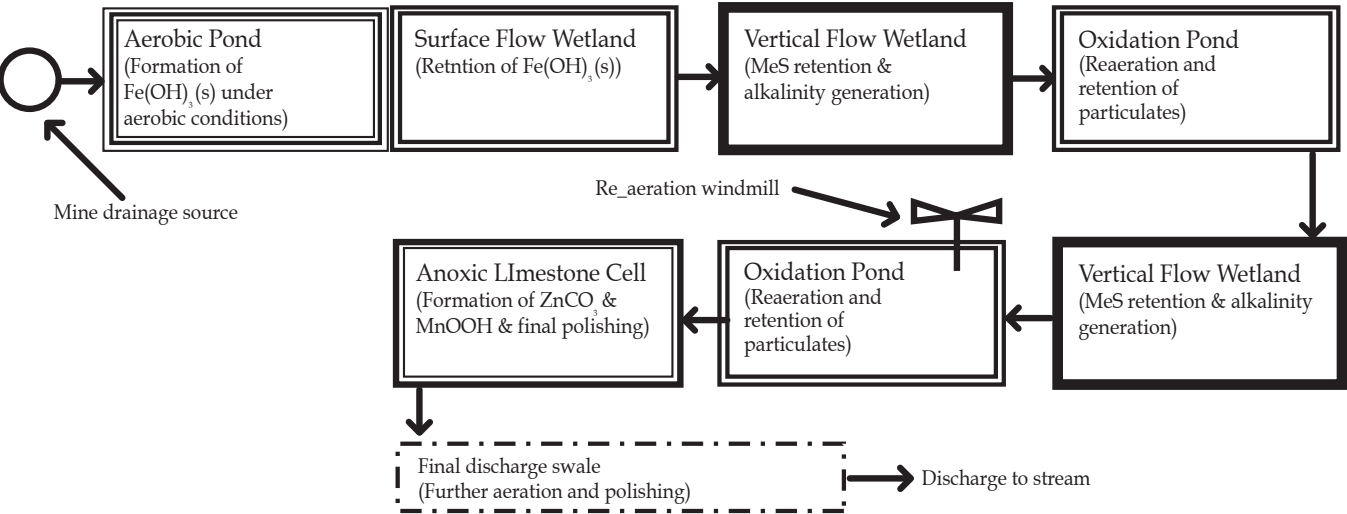 Aerobic Pond
(Formation of
Fe(OH)₃(s) under
aerobic conditions)
Surface Flow Wetland
(Retntion of Fe(OH)₃(s))
Vertical Flow Wetland
(MeS retention &
alkalinity generation)
Oxidation Pond
(Reaeration and
retention of
particulates)
Mine drainage source
Re_aeration windmill
Anoxic LImestone Cell
(Formation of ZnCO₃ &
MnOOH & final polishing)
Oxidation Pond
(Reaeration and
retention of
particulates)
Vertical Flow Wetland
(MeS retention & alkalinity
generation)
Final discharge swale
(Further aeration and polishing)
Discharge to stream